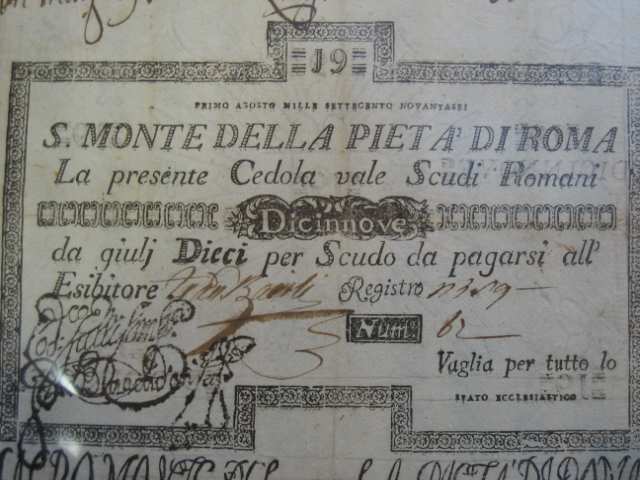 19
PRIMO AGOSTO MILLE SETTECENTO NOVANTASEI
S. MONTE DELLA PIETA' DI ROMA
La presente Cedola vale Scudi Romani
Dicinnove
da giulj Dieci per Scudo da pagarsi all'
Esibitore Registro
Num. 62
Vaglia per tutto lo
STATO ECCLESIASTICO